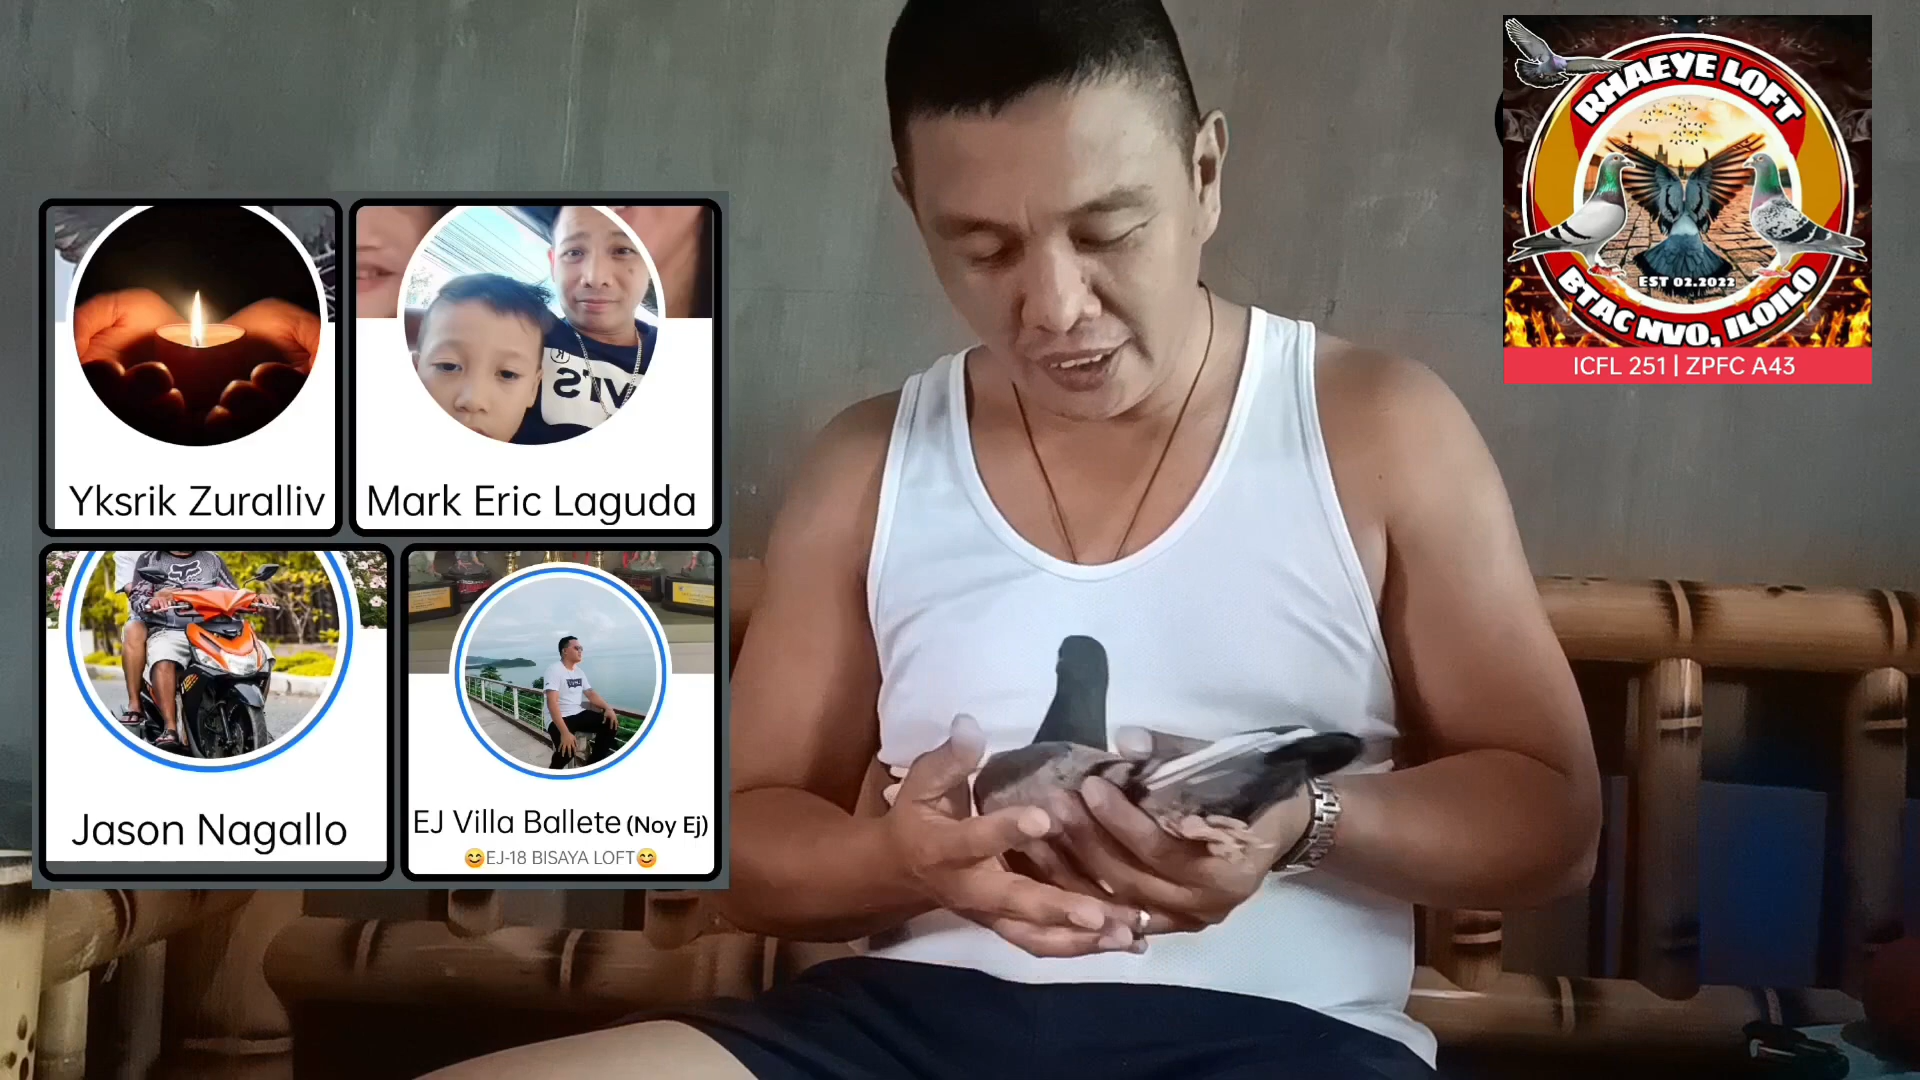 RHAEYE LOFT
EST 02.2022
BTAC NVO, ILOILO
ICFL 251 | ZPFC A43
Yksrik Zuralliv
Mark Eric Laguda
Jason Nagallo
EJ Villa Ballete (Noy Ej)
😊EJ-18 BISAYA LOFT😊